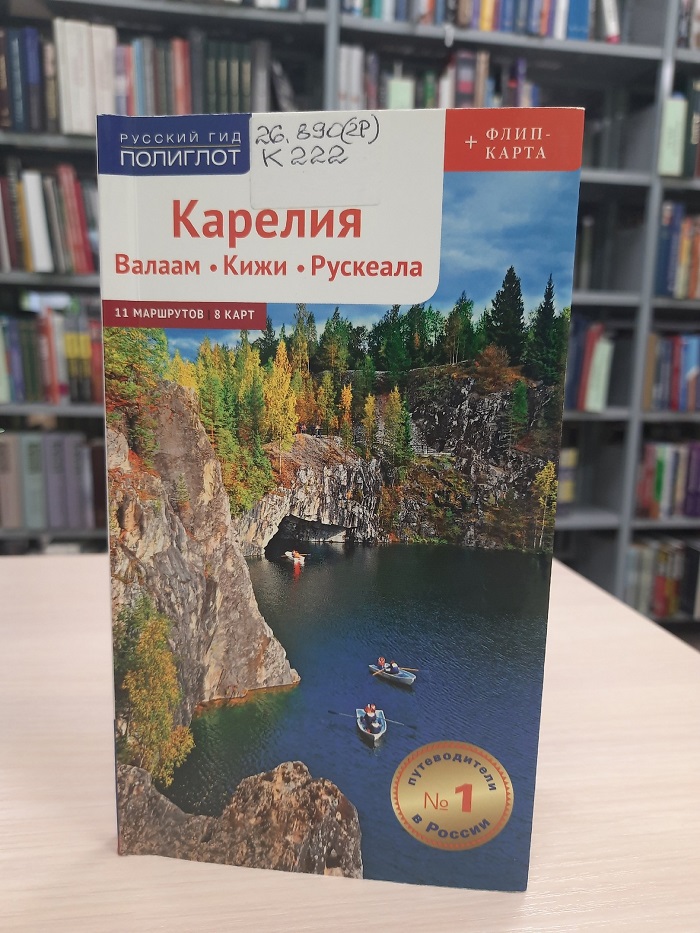 РУССКИЙ ГИД
ПОЛИГЛОТ
26.890(2Р)
К 222
+ ФЛИП-
КАРТА
Карелия
Валаам • Кижи • Рускеала
11 МАРШРУТОВ | 8 КАРТ
путеводители
№1
в России